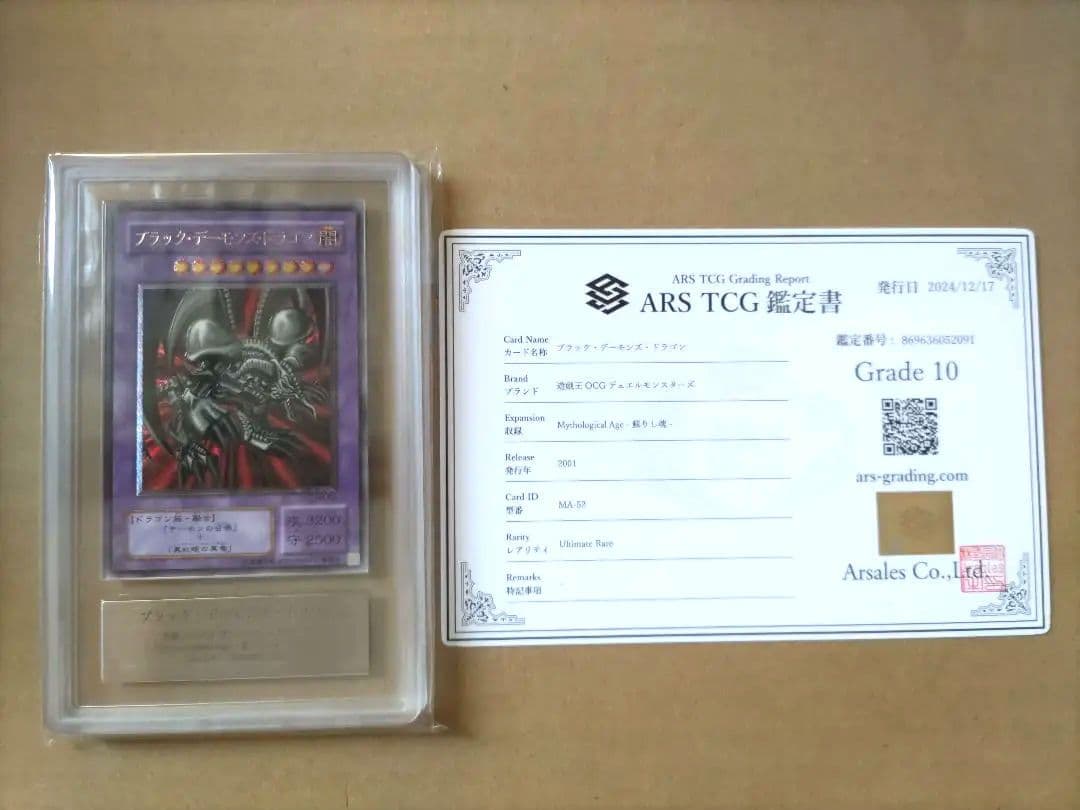 ブラック・デーモンズ・ドラゴン 闇
[ドラゴン族・融合]
「デーモンの召喚」
+
「真紅眼の黒竜」
攻 3200
守 2500
ARS TCG Grading Report
ARS TCG 鑑定書
発行日 2024/12/17
鑑定番号: 869636052091
Grade 10
ars-grading.com
Arsales Co.,Ltd.
Card Name
カード名称
ブラック・デーモンズ・ドラゴン
Brand
ブランド
遊戯王 OCG デュエルモンスターズ
Expansion
収録
Mythological Age - 蘇りし魂 -
Release
発行年
2001
Card ID
型番
MA-52
Rarity
レアリティ
Ultimate Rare
Remarks
特記事項